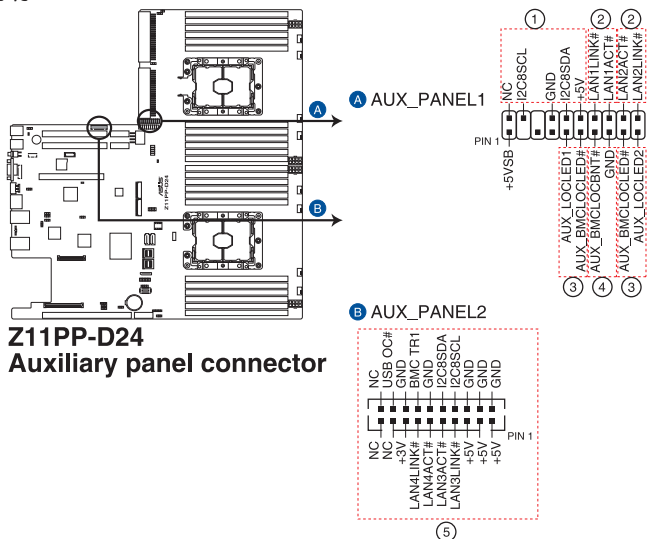 A
A AUX_PANEL1
1
2
2
NC
I2C8SCL
GND
I2C8SDA
+5V
LAN1LINK#
LAN1ACT#
LAN2ACT#
LAN2LINK#
PIN 1
+5VSB
AUX_LOCLED1
AUX_BMCLOCLED#
AUX_BMCLOCBNT#
GND
AUX_BMCLOCLED#
AUX_LOCLED2
3
4
3
Z11PP-D24
B
B AUX_PANEL2
NC
USB OC#
GND
BMC TR1
GND
I2C8SDA
I2C8SCL
GND
GND
GND
PIN 1
NC
NC
+3V
LAN4LINK#
LAN4ACT#
LAN3ACT#
LAN3LINK#
+5V
+5V
+5V
5
Z11PP-D24
Auxiliary panel connector